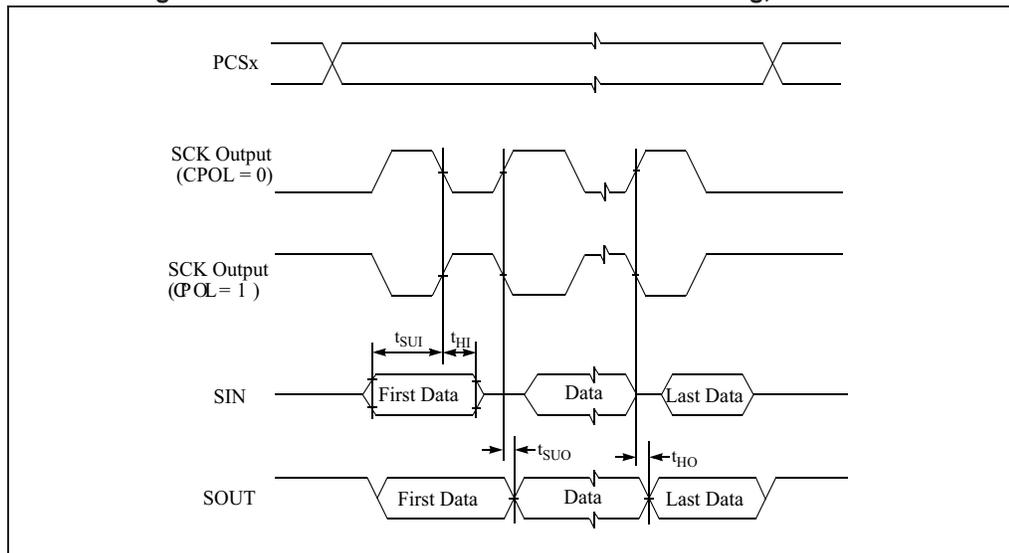 PCSx
SCK Output
(CPOL = 0)
SCK Output
(CPOL = 1 )
tSUI
tHI
SIN
First Data
Data
Last Data
tSUO
tHO
SOUT
First Data
Data
Last Data